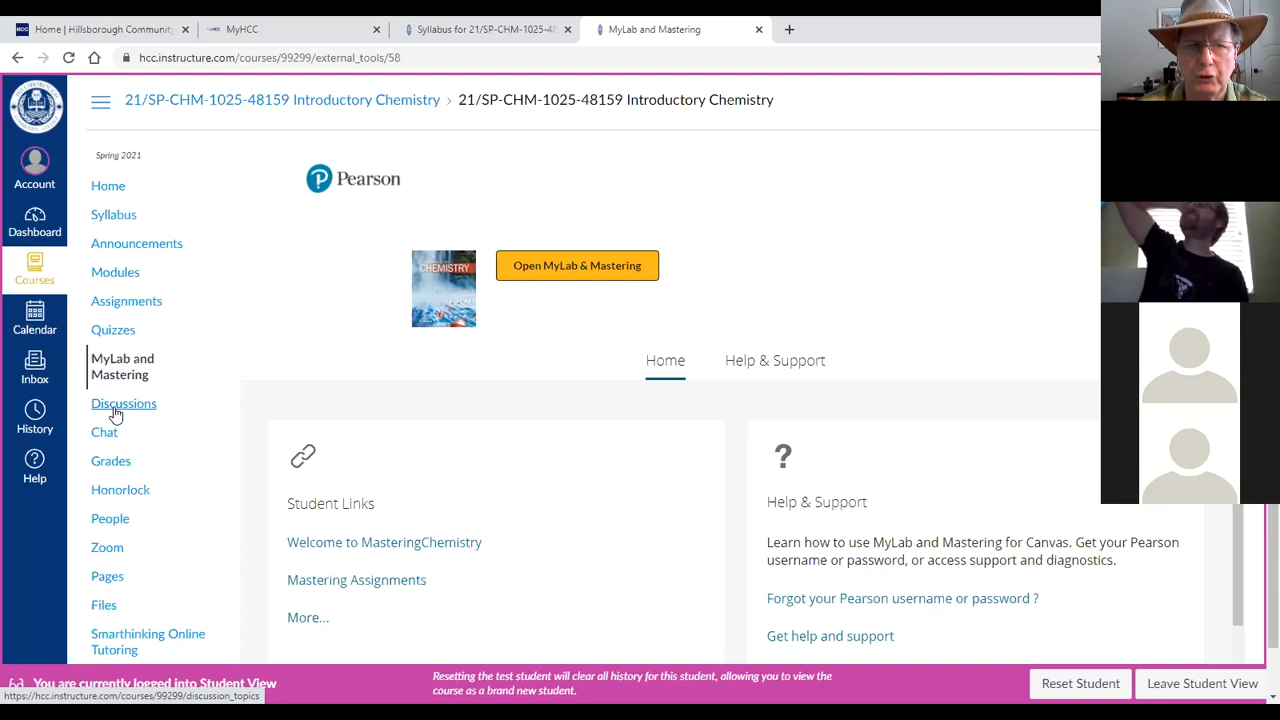 HCC
Home | Hillsborough Community
MyHCC
Syllabus for 21/SP-CHM-1025-48
MyLab and Mastering
hcc.instructure.com/courses/99299/external_tools/58
21/SP-CHM-1025-48159 Introductory Chemistry › 21/SP-CHM-1025-48159 Introductory Chemistry
Account
Dashboard
Courses
Calendar
Inbox
History
Help
Spring 2021
Home
Syllabus
Announcements
Modules
Assignments
Quizzes
MyLab and
Mastering
Discussions
Chat
Grades
Honorlock
People
Zoom
Pages
Files
Smarthinking Online
Tutoring
Pearson
CHEMISTRY
Open MyLab & Mastering
Home
Help & Support
Student Links
Welcome to MasteringChemistry
Mastering Assignments
More...
?
Help & Support
Learn how to use MyLab and Mastering for Canvas. Get your Pearson
username or password, or access support and diagnostics.
Forgot your Pearson username or password ?
Get help and support
You are currently logged into Student View
https://hcc.instructure.com/courses/99299/discussion_topics
Resetting the test student will clear all history for this student, allowing you to view the
course as a brand new student.
Reset Student
Leave Student View